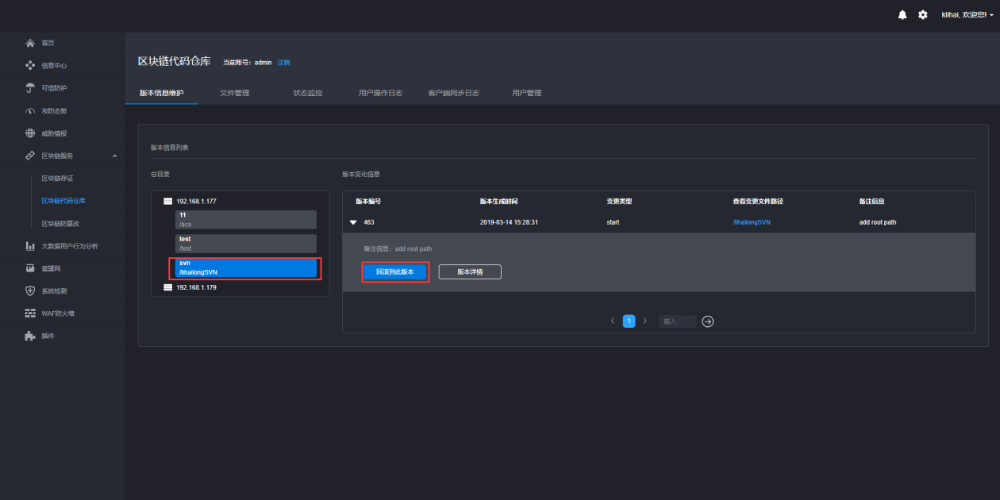 klihai, 欢迎您!
首页
信息中心
可信防护
攻防态势
威胁情报
区块链服务
区块链存证
区块链代码仓库
区块链防篡改
大数据用户行为分析
蜜罐网
系统检测
WAF防火墙
插件
区块链代码仓库 当前账号：admin 注销
版本信息维护 文件管理 状态监控 用户操作日志 客户端同步日志 用户管理
版本信息列表
总目录
192.168.1.177
11
/aca
test
/test
svn
/lihailongSVN
192.168.1.179
版本变化信息
版本编号 版本生成时间 变更类型 查看变更文件路径 备注信息
463 2019-03-14 15:28:31 start /lihailongSVN add root path
备注信息：add root path
回滚到此版本 版本详情
1 输入